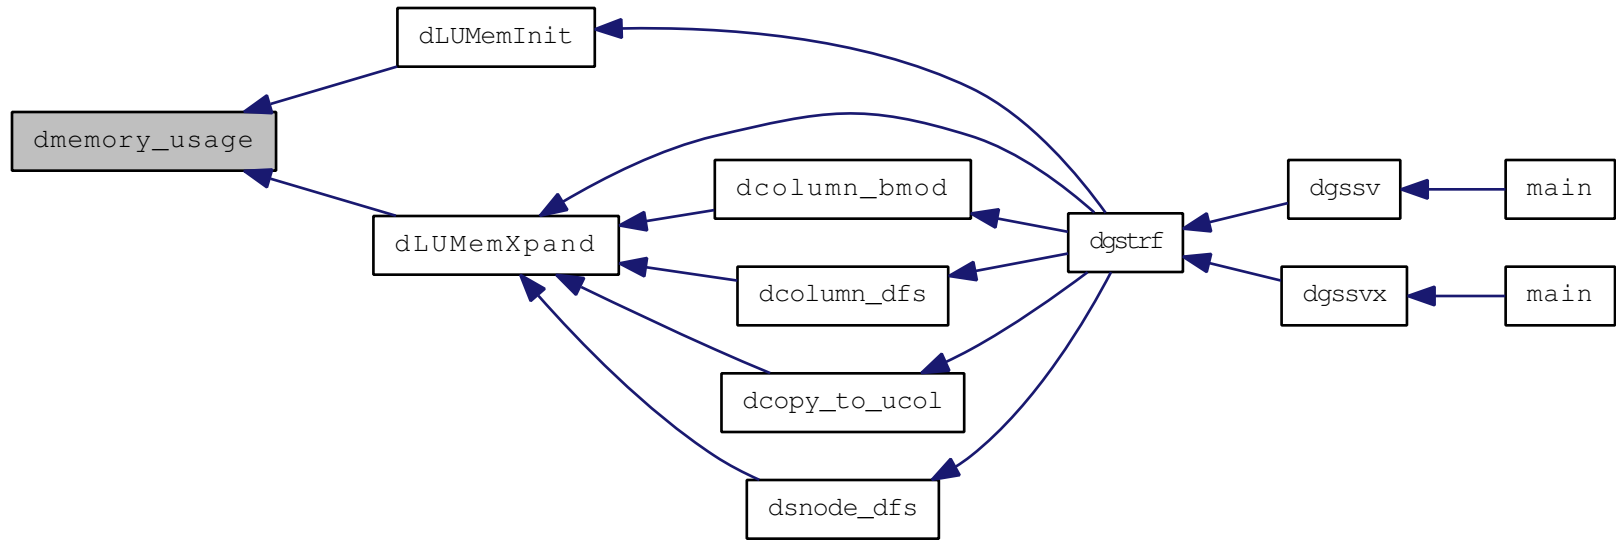 dLUMemInit
dmemory_usage
dcolumn_bmod
dgssv
main
dLUMemXpand
dgstrf
dcolumn_dfs
dgssvx
main
dcopy_to_ucol
dsnode_dfs